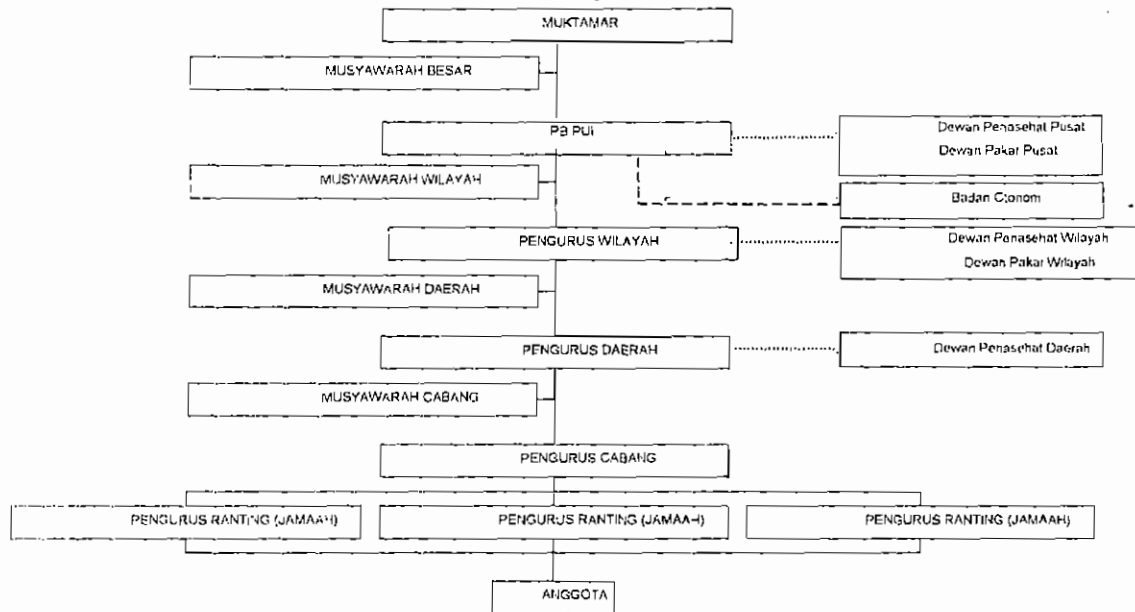 MUKTAMAR
MUSYAWARAH BESAR
PB PUI
Dewan Penasehat Pusat
Dewan Pakar Pusat
MUSYAWARAH WILAYAH
Badan Otonom
PENGURUS WILAYAH
Dewan Penasehat Wilayah
Dewan Pakar Wilayah
MUSYAWARAH DAERAH
PENGURUS DAERAH
Dewan Penasehat Daerah
MUSYAWARAH CABANG
PENGURUS CABANG
PENGURUS RANTING (JAMAAH)
PENGURUS RANTING (JAMAAH)
PENGURUS RANTING (JAMAAH)
ANGGOTA